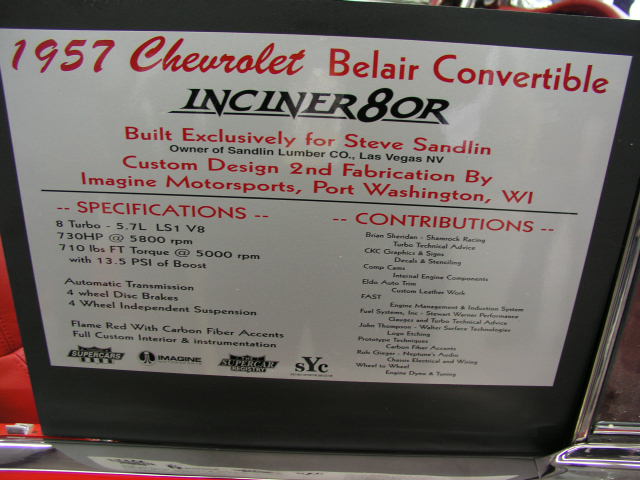 1957 Chevrolet Belair Convertible
INCINER8OR
Built Exclusively for Steve Sandlin
Owner of Sandlin Lumber CO., Las Vegas NV
Custom Design 2nd Fabrication By
Imagine Motorsports, Port Washington, WI
-- SPECIFICATIONS --
8 Turbo - 5.7L LS1 V8
730HP @ 5800 rpm
710 lbs FT Torque @ 5000 rpm
with 13.5 PSI of Boost
Automatic Transmission
4 wheel Disc Brakes
4 Wheel Independent Suspension
Flame Red With Carbon Fiber Accents
Full Custom Interior & instrumentation
-- CONTRIBUTIONS --
Brian Sheridan - Shamrock Racing
Turbo Technical Advice
CKC Graphics & Signs
Decals & Stenciling
Comp Cams
Internal Engine Components
Eldo Auto Trim
Custom Leather Work
FAST
Engine Management & Induction System
Fuel Systems, Inc - Stewart Warner Performance
Gauges and Turbo Technical Advice
John Thompson - Walter Surface Technologies
Logo Etching
Prototype Techniques
Carbon Fiber Accents
Rob Glieger - Neptune's Audio
Chassis Electrical and Wiring
Wheel to Wheel
Engine Dyno & Tuning
SUPERCARS
IMAGINE
SUPERCAR
REGISTRY
sYc